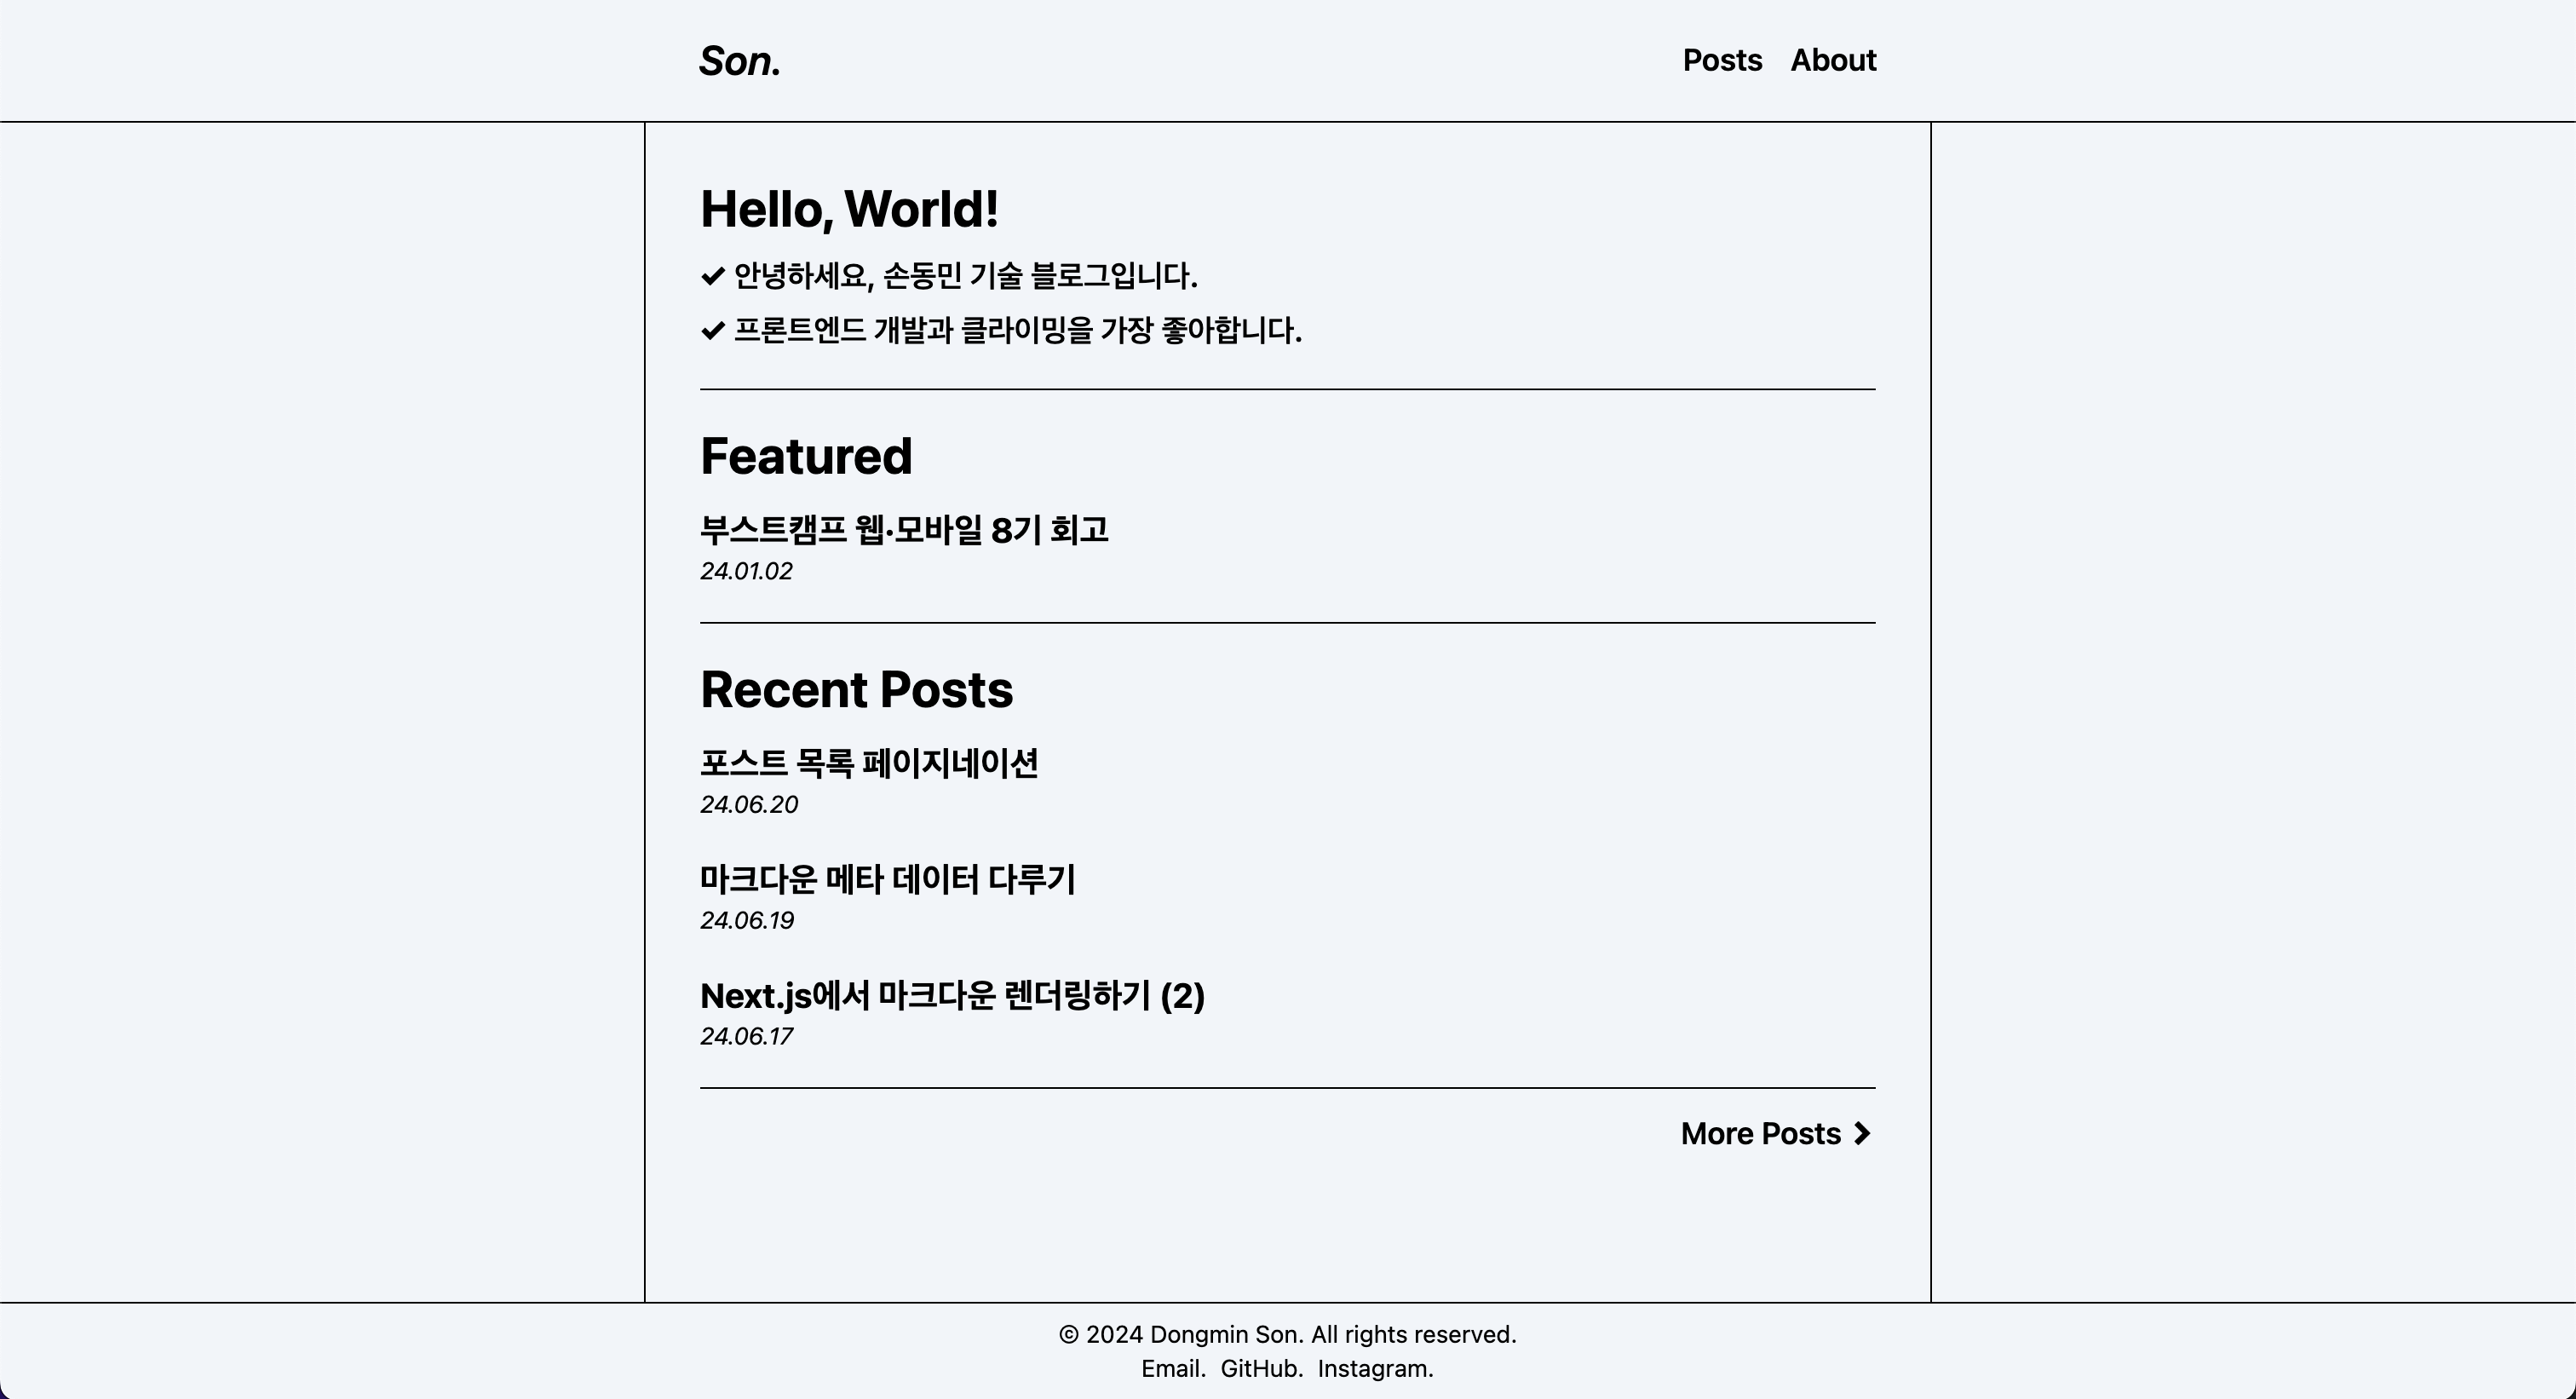 Son.
Posts About
Hello, World!
✔ 안녕하세요, 손동민 기술 블로그입니다.
✔ 프론트엔드 개발과 클라이밍을 가장 좋아합니다.
Featured
부스트캠프 웹·모바일 8기 회고
24.01.02
Recent Posts
포스트 목록 페이지네이션
24.06.20
마크다운 메타 데이터 다루기
24.06.19
Next.js에서 마크다운 렌더링하기 (2)
24.06.17
More Posts
© 2024 Dongmin Son. All rights reserved.
Email. GitHub. Instagram.